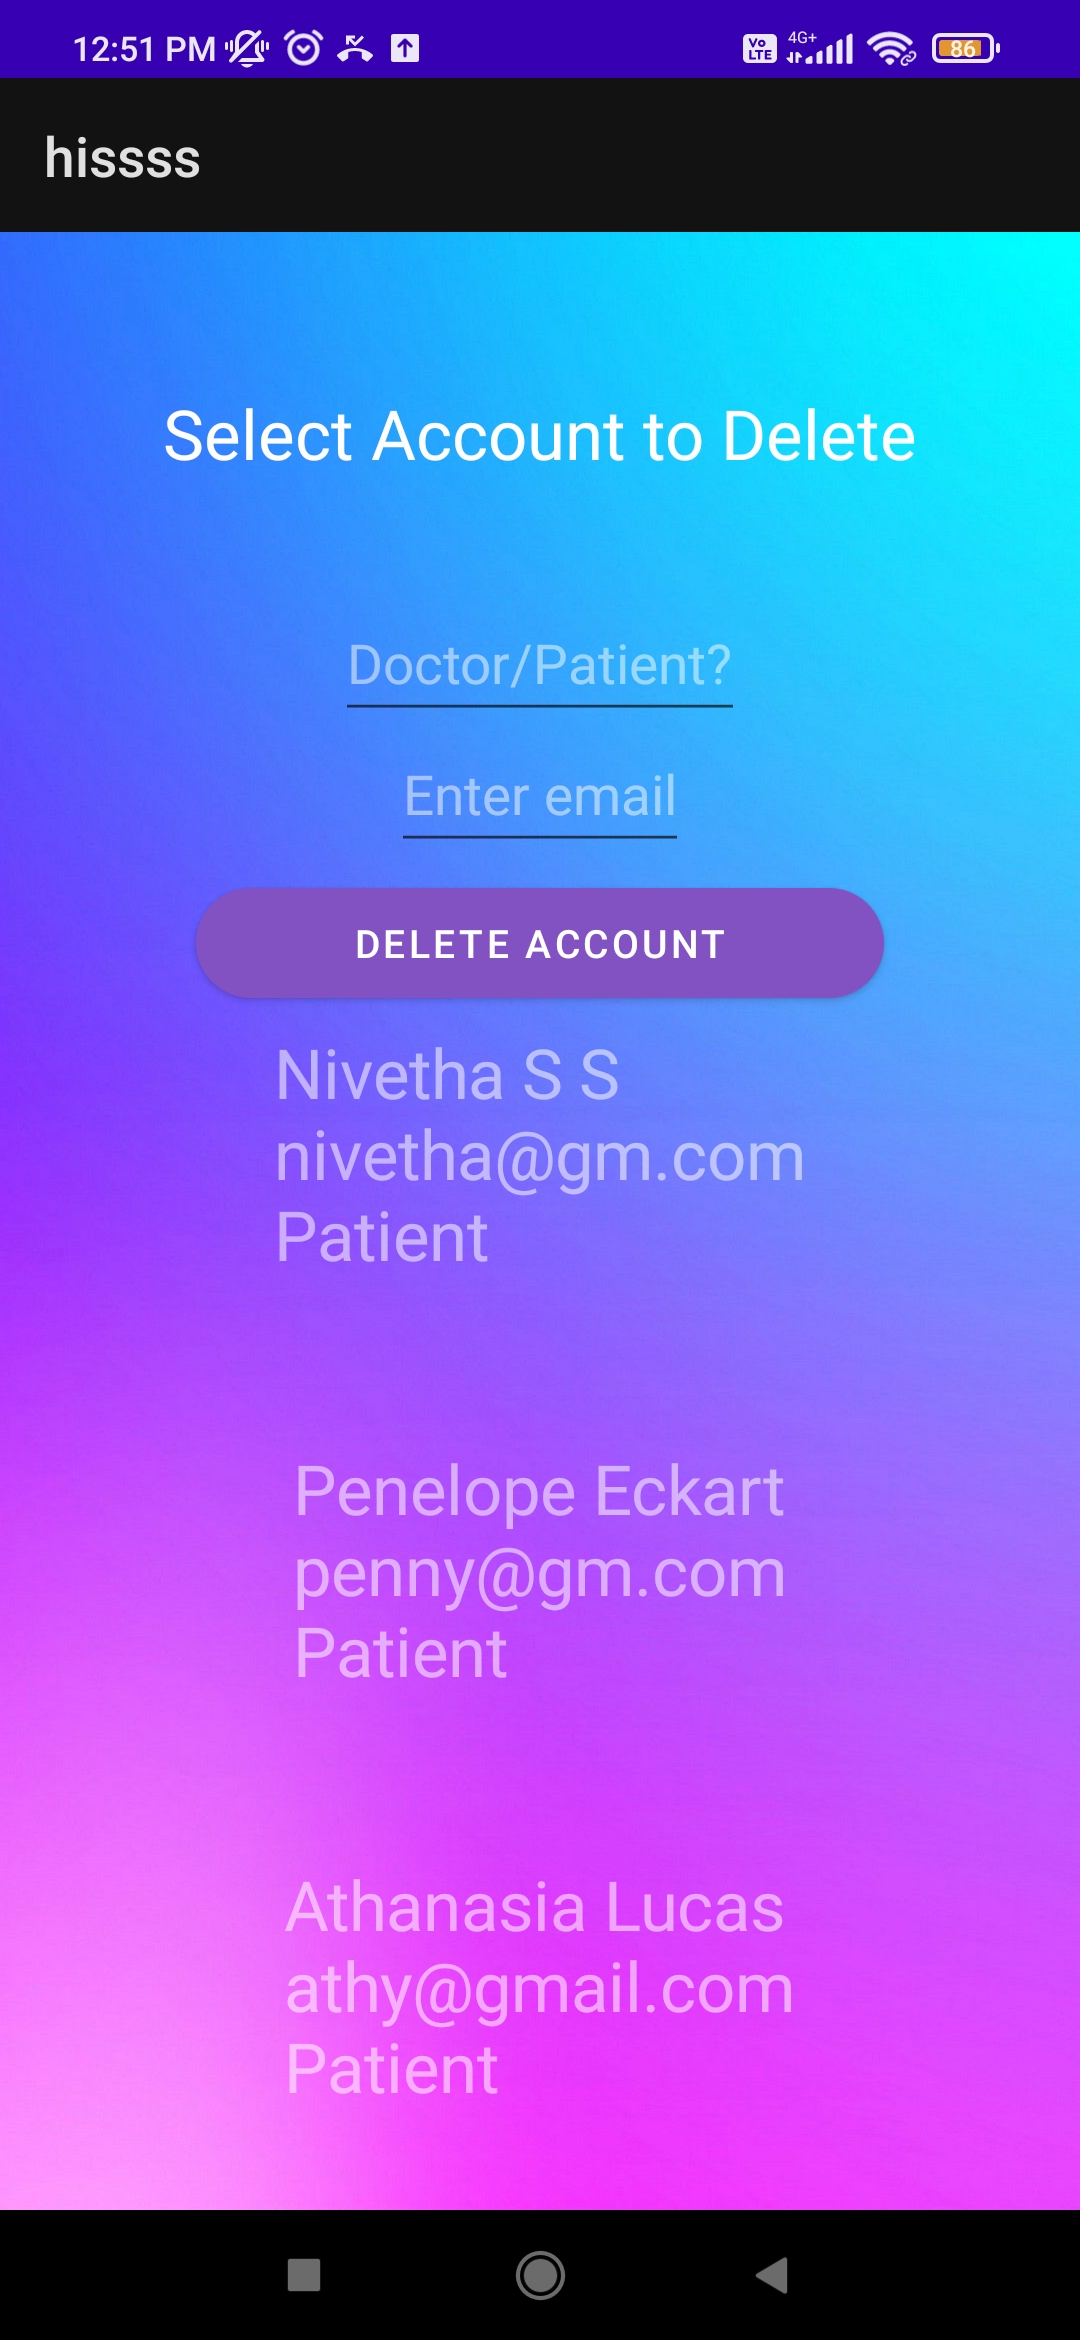 12:51 PM
Vo
LTE
4G+
86
hissss
Select Account to Delete
Doctor/Patient?
Enter email
DELETE ACCOUNT
Nivetha S S
nivetha@gm.com
Patient
Penelope Eckart
penny@gm.com
Patient
Athanasia Lucas
athy@gmail.com
Patient